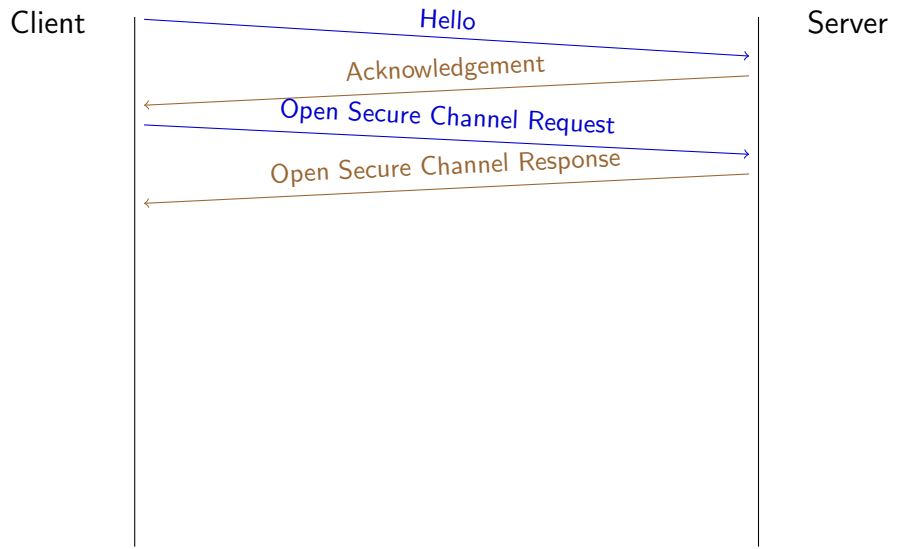 Client
Server
Hello
Acknowledgement
Open Secure Channel Request
Open Secure Channel Response